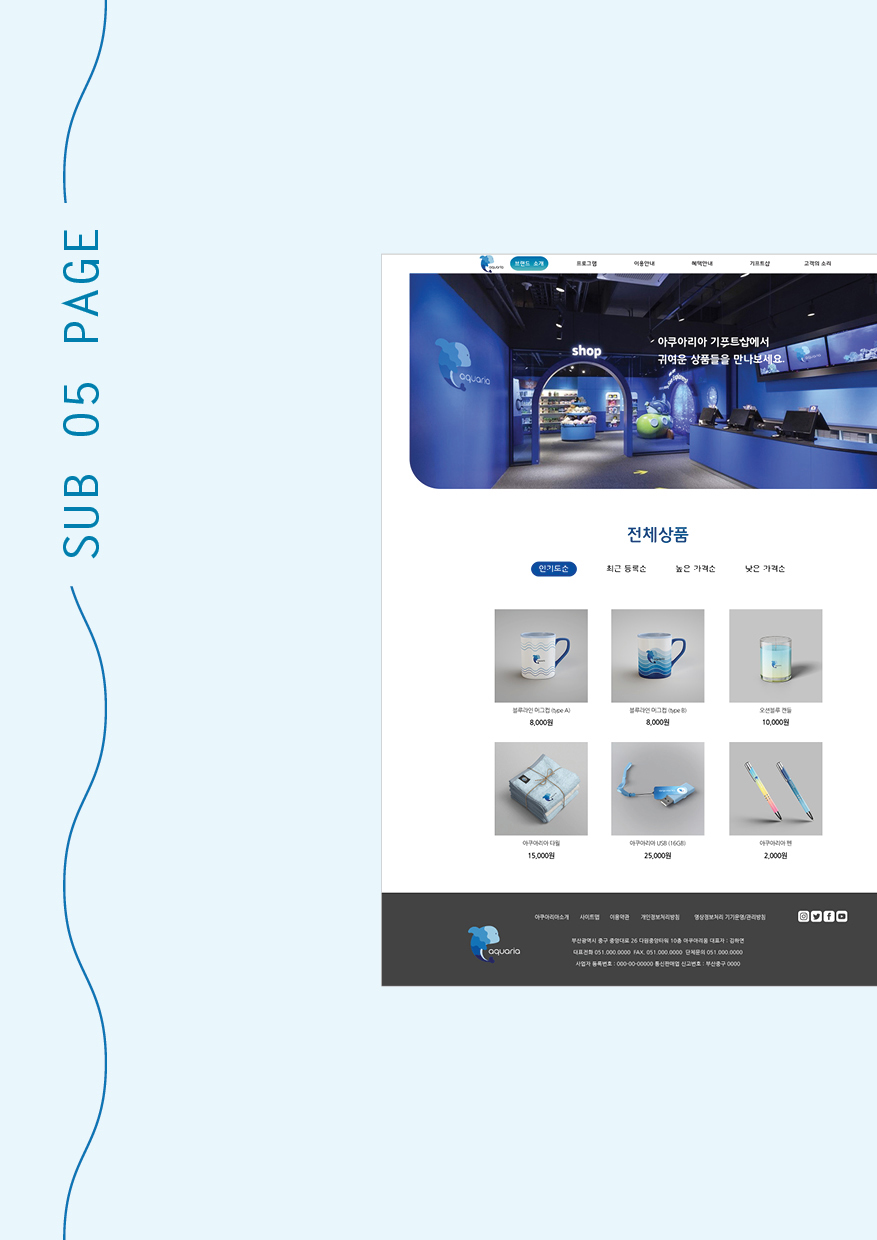 SUB 05 PAGE
aquaria
브랜드 소개
프로그램
이용안내
혜택안내
기프트샵
고객의 소리
aquaria
shop
아쿠아리아 기프트샵에서
귀여운 상품들을 만나보세요.
전체상품
인기도순
최근 등록순
높은 가격순
낮은 가격순
블루라인 머그컵 (type A)
8,000원
블루라인 머그컵 (type B)
8,000원
오션블루 캔들
10,000원
아쿠아리아 타월
15,000원
아쿠아리아 USB (16GB)
25,000원
아쿠아리아 펜
2,000원
아쿠아리아소개 사이트맵 이용약관 개인정보처리방침 영상정보처리 기기운영/관리방침
aquaria
부산광역시 중구 중앙대로 26 다원중앙타워 10층 아쿠아리움 대표자 : 김하연
대표전화 051.000.0000 FAX. 051.000.0000 단체문의 051.000.0000
사업자 등록번호 : 000-00-00000 통신판매업 신고번호 : 부산중구 0000